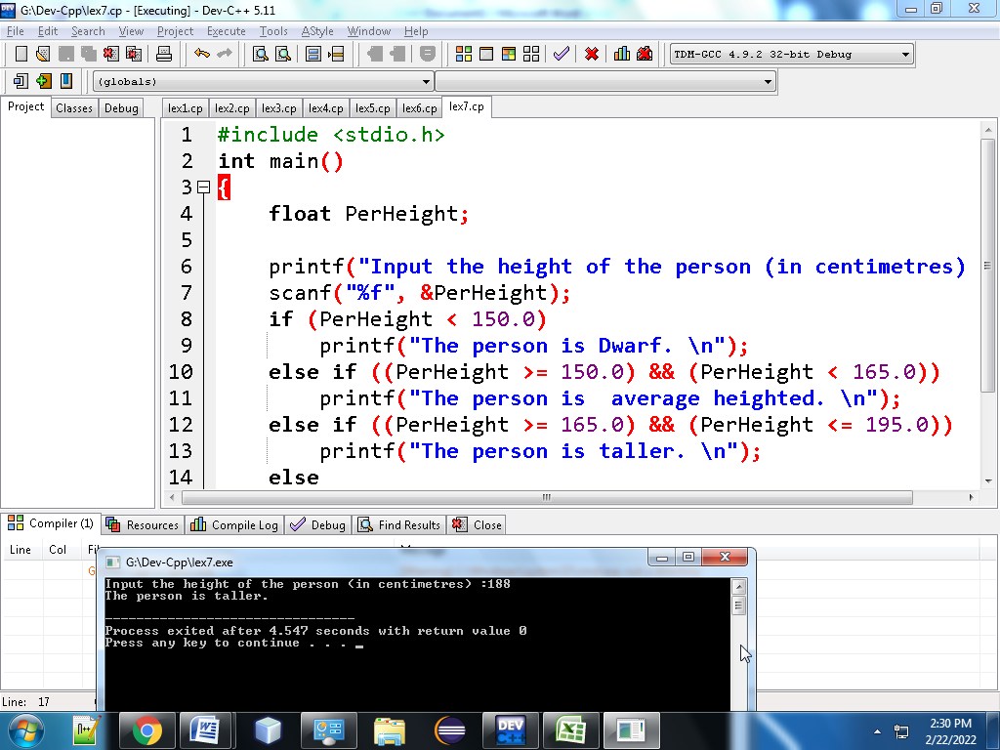 G:\Dev-Cpp\lex7.cp - [Executing] - Dev-C++ 5.11
File Edit Search View Project Execute Tools AStyle Window Help
TDM-GCC 4.9.2 32-bit Debug
(globals)
Project Classes Debug lex1.cp lex2.cp lex3.cp lex4.cp lex5.cp lex6.cp lex7.cp
1 #include <stdio.h>
2 int main()
3 {
4 float PerHeight;
5
6 printf("Input the height of the person (in centimetres)
7 scanf("%f", &PerHeight);
8 if (PerHeight < 150.0)
9 printf("The person is Dwarf. \n");
10 else if ((PerHeight >= 150.0) && (PerHeight < 165.0))
11 printf("The person is  average heighted. \n");
12 else if ((PerHeight >= 165.0) && (PerHeight <= 195.0))
13 printf("The person is taller. \n");
14 else
Compiler (1) Resources Compile Log Debug Find Results Close
Line Col
G:\Dev-Cpp\lex7.exe
Input the height of the person (in centimetres) :188
The person is taller.
--------------------------------
Process exited after 4.547 seconds with return value 0
Press any key to continue . . . _
Line: 17
DEV C++
2:30 PM
2/22/2022